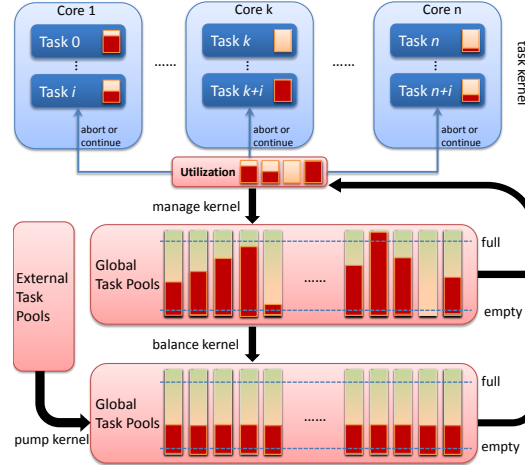 Core 1
Core k
Core n
Task 0
Task k
Task n
......
......
Task i
Task k+i
Task n+i
task kernel
abort or
continue
abort or
continue
abort or
continue
Utilization
manage kernel
External
Task
Pools
Global
Task Pools
......
full
empty
balance kernel
pump kernel
Global
Task Pools
......
full
empty